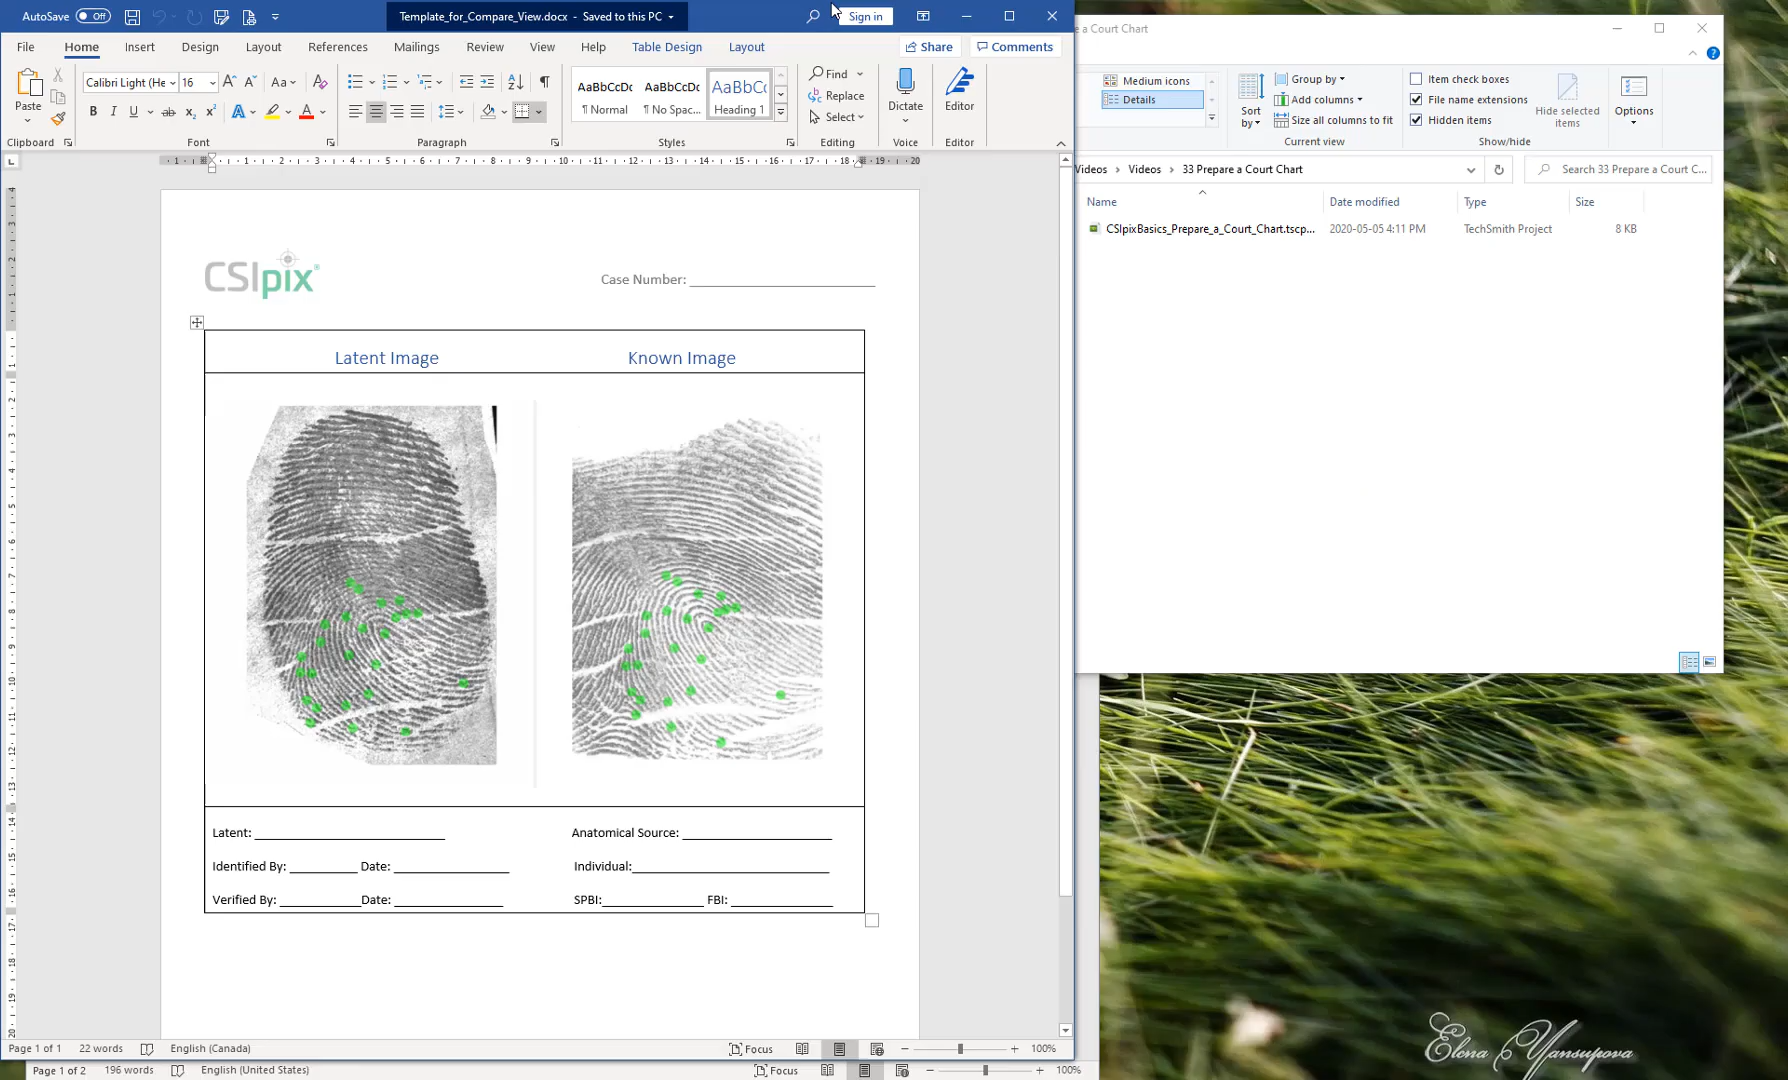 AutoSave Off
Template_for_Compare_View.docx - Saved to this PC
Sign in
File Home Insert Design Layout References Mailings Review View Help Table Design Layout
Share Comments
Paste
Calibri Light (He 16 Aa
B I U ab x₂ x² A A
AaBbCcDc AaBbCcDc AaBbCc
¶ Normal ¶ No Spac... Heading 1
Find
Replace
Select
Dictate
Editor
Clipboard Font Paragraph Styles Editing Voice Editor
CSIpix®
Case Number:
Latent Image Known Image
Latent: Anatomical Source:
Identified By: Date: Individual:
Verified By: Date: SPBI: FBI:
Page 1 of 1 22 words English (Canada) Focus 100%
Page 1 of 2 196 words English (United States) Focus 100%
e a Court Chart
Medium icons
Details
Sort by
Group by
Add columns
Size all columns to fit
Item check boxes
File name extensions
Hidden items
Hide selected items
Options
Current view Show/hide
Videos › Videos › 33 Prepare a Court Chart
Search 33 Prepare a Court C...
Name Date modified Type Size
CSIpixBasics_Prepare_a_Court_Chart.tscp... 2020-05-05 4:11 PM TechSmith Project 8 KB
Elena Yansupova